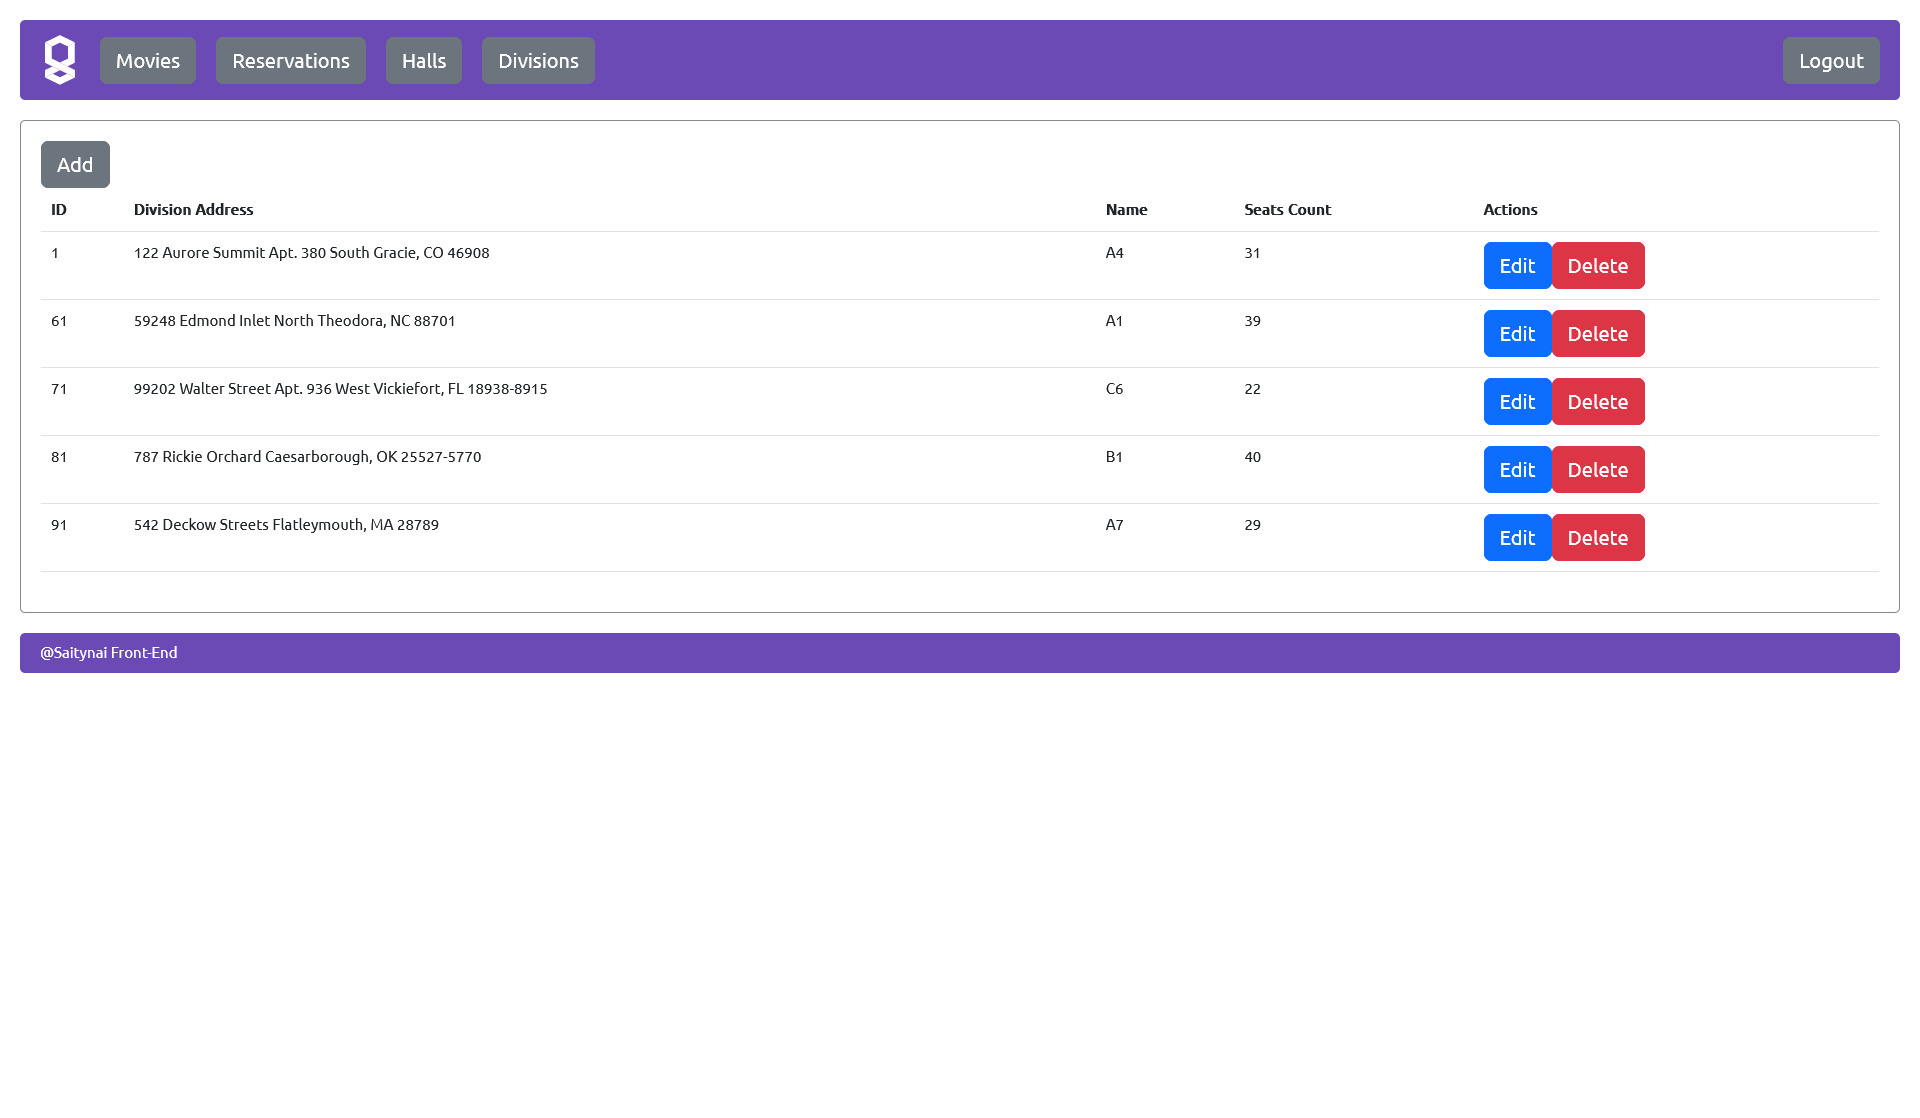 Movies Reservations Halls Divisions Logout
Add
ID Division Address Name Seats Count Actions
1 122 Aurore Summit Apt. 380 South Gracie, CO 46908 A4 31 Edit Delete
61 59248 Edmond Inlet North Theodora, NC 88701 A1 39 Edit Delete
71 99202 Walter Street Apt. 936 West Vickiefort, FL 18938-8915 C6 22 Edit Delete
81 787 Rickie Orchard Caesarborough, OK 25527-5770 B1 40 Edit Delete
91 542 Deckow Streets Flatleymouth, MA 28789 A7 29 Edit Delete
@Saitynai Front-End